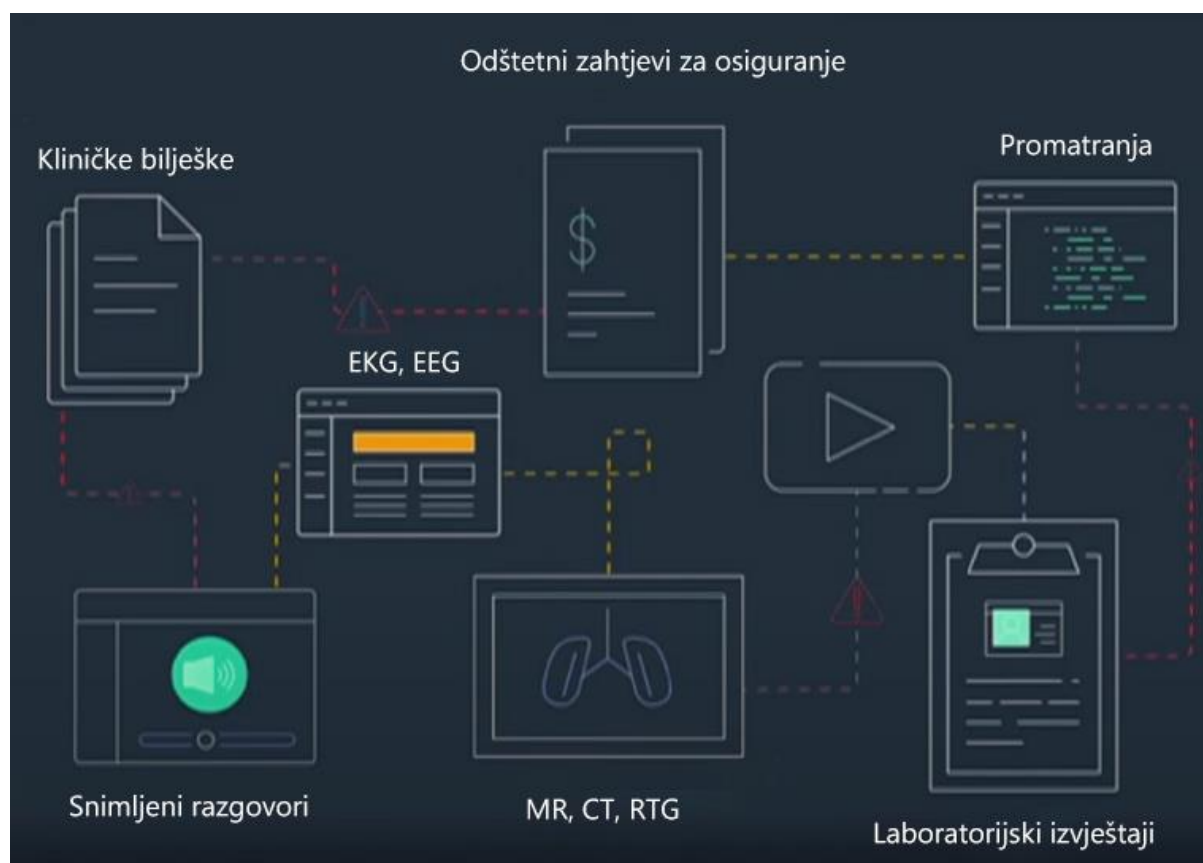 Odštetni zahtjevi za osiguranje
Kliničke bilješke
Promatranja
$
EKG, EEG
Snimljeni razgovori
MR, CT, RTG
Laboratorijski izvještaji